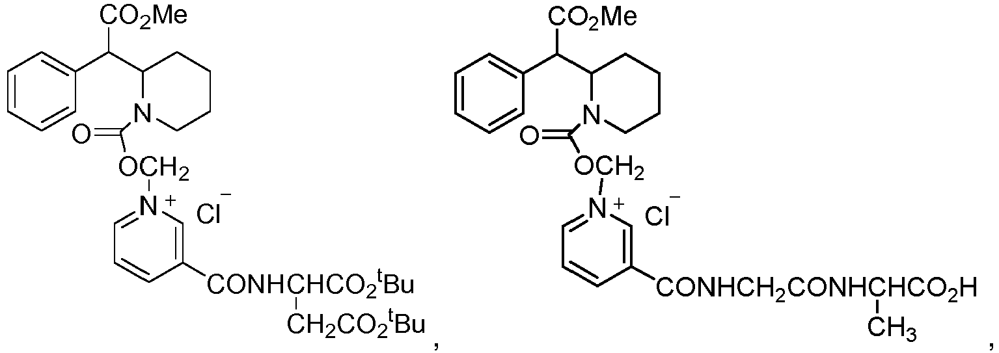 CO₂Me
N
O
OCH₂
N⁺ Cl⁻
CONHCHCO₂ᵗBu
CH₂CO₂ᵗBu ,
CO₂Me
N
O
OCH₂
N⁺ Cl⁻
CONHCH₂CONHCHCO₂H
CH₃ ,